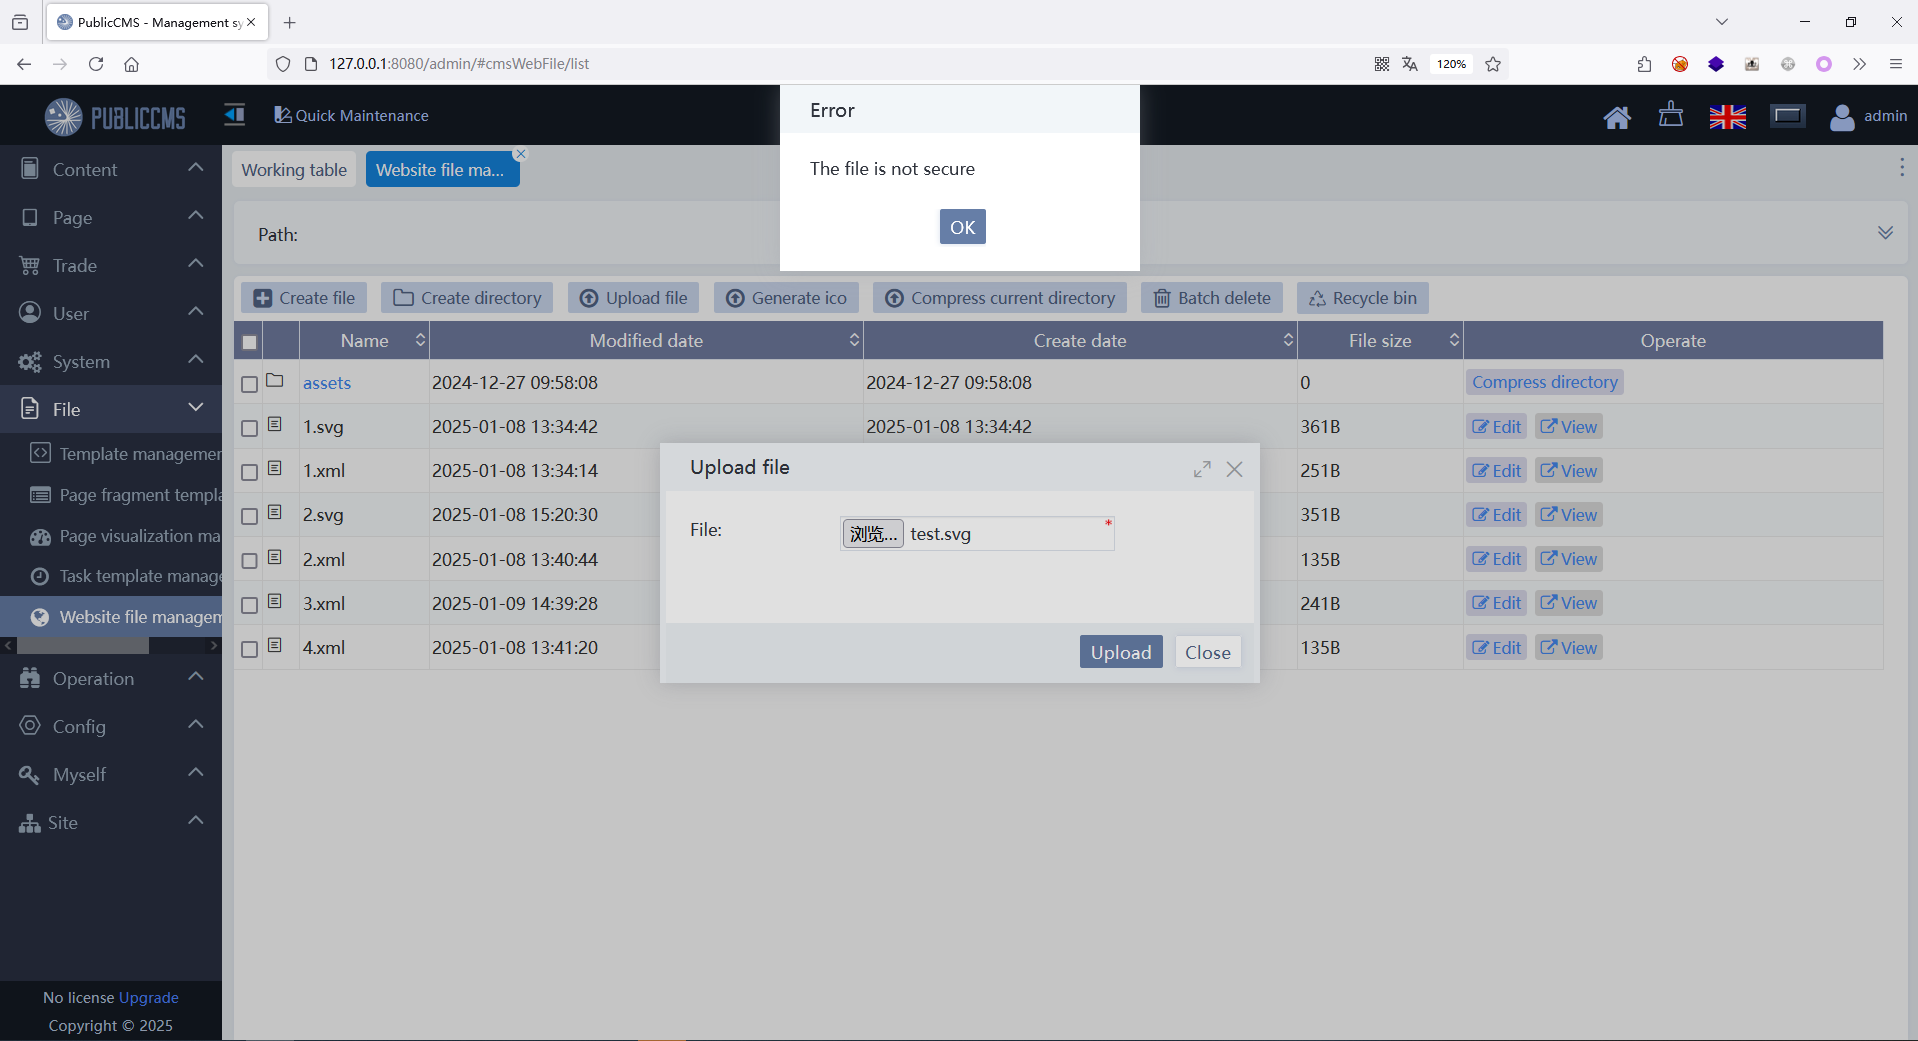 PublicCMS - Management sy
127.0.0.1:8080/admin/#cmsWebFile/list
120%
PUBLICCMS
Quick Maintenance
admin
Error
The file is not secure
OK
Content
Page
Trade
User
System
File
Template managemen
Page fragment templa
Page visualization ma
Task template manage
Website file managem
Operation
Config
Myself
Site
No license Upgrade
Copyright © 2025
Working table
Website file ma...
Path:
Create file
Create directory
Upload file
Generate ico
Compress current directory
Batch delete
Recycle bin
Name Modified date Create date File size Operate
assets 2024-12-27 09:58:08 2024-12-27 09:58:08 0 Compress directory
1.svg 2025-01-08 13:34:42 2025-01-08 13:34:42 361B Edit View
1.xml 2025-01-08 13:34:14 251B Edit View
2.svg 2025-01-08 15:20:30 351B Edit View
2.xml 2025-01-08 13:40:44 135B Edit View
3.xml 2025-01-09 14:39:28 241B Edit View
4.xml 2025-01-08 13:41:20 135B Edit View
Upload file
File:
浏览... test.svg *
Upload
Close